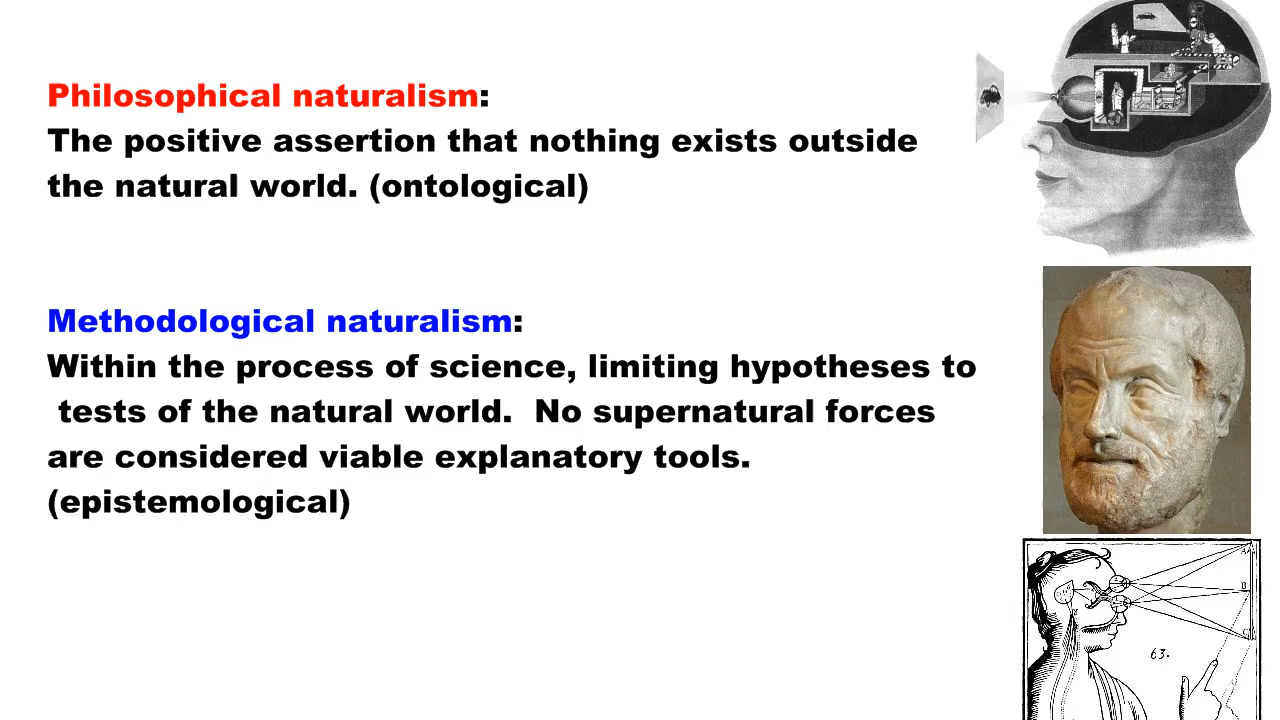 Philosophical naturalism:
The positive assertion that nothing exists outside
the natural world. (ontological)
Methodological naturalism:
Within the process of science, limiting hypotheses to
tests of the natural world.  No supernatural forces
are considered viable explanatory tools.
(epistemological)
A
B
C
63.